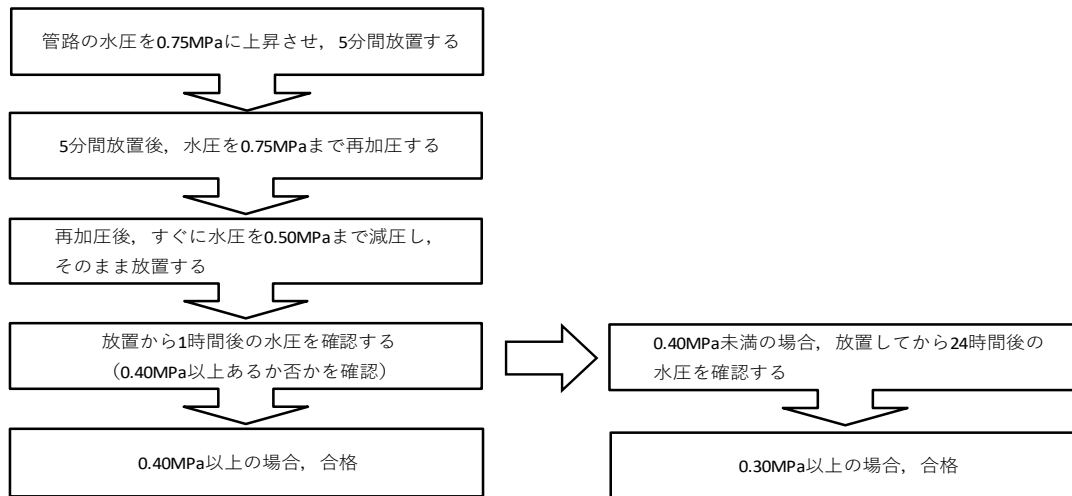 管路の水圧を0.75MPaに上昇させ，5分間放置する
5分間放置後，水圧を0.75MPaまで再加圧する
再加圧後，すぐに水圧を0.50MPaまで減圧し，
そのまま放置する
放置から1時間後の水圧を確認する
（0.40MPa以上あるか否かを確認）
0.40MPa以上の場合，合格
0.40MPa未満の場合，放置してから24時間後の
水圧を確認する
0.30MPa以上の場合，合格